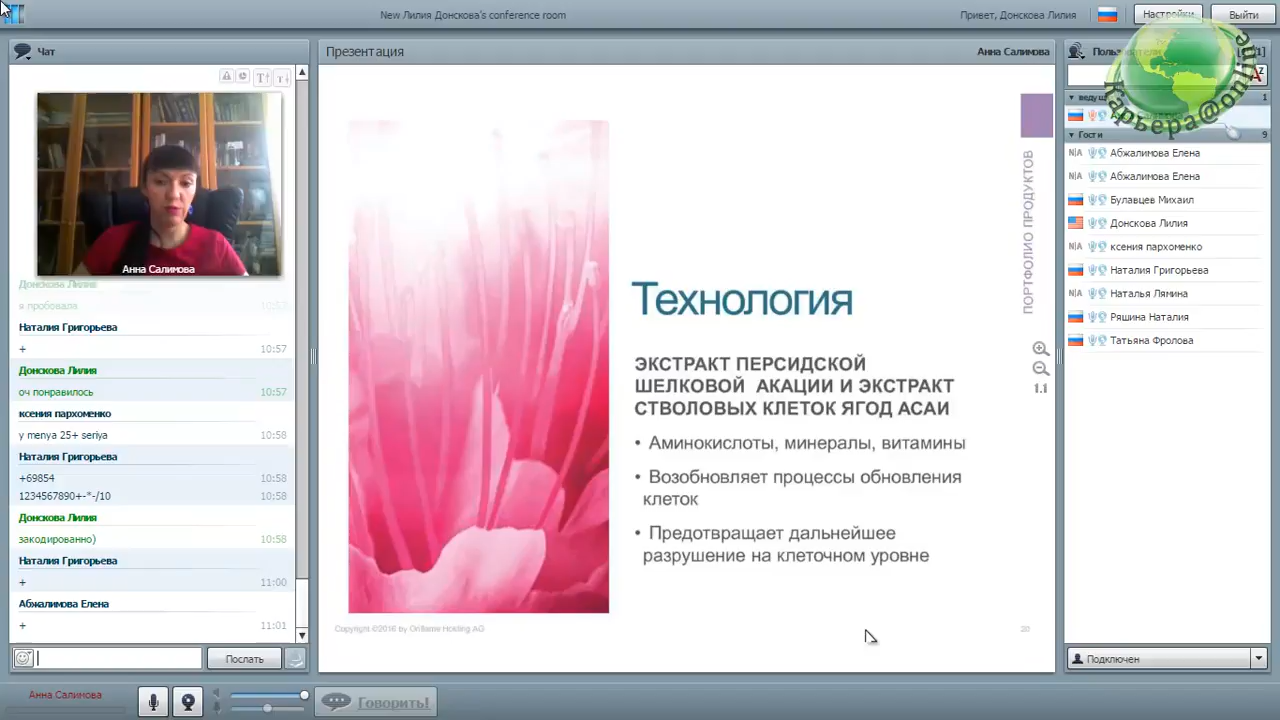 New Лилия Донскова's conference room
Привет, Донскова Лилия
Настройки
Выйти
Чат
Анна Салимова
Донскова Лилия
я пробовала 10:57
Наталия Григорьева
+ 10:57
Донскова Лилия
оч понравилось 10:57
ксения пархоменко
y menya 25+ seriya 10:58
Наталия Григорьева
+69854 10:58
1234567890+-*-/10 10:58
Донскова Лилия
закодированно) 10:58
Наталия Григорьева
+ 11:00
Абжалимова Елена
+ 11:01
Послать
Презентация
Анна Салимова
ПОРТФОЛИО ПРОДУКТОВ
Технология
ЭКСТРАКТ ПЕРСИДСКОЙ
ШЕЛКОВОЙ АКАЦИИ И ЭКСТРАКТ
СТВОЛОВЫХ КЛЕТОК ЯГОД АСАИ
• Аминокислоты, минералы, витамины
• Возобновляет процессы обновления
клеток
• Предотвращает дальнейшее
разрушение на клеточном уровне
1.1
Copyright ©2016 by Oriflame Holding AG
20
Карьера@online
Гости 9
N|A Абжалимова Елена
N|A Абжалимова Елена
Булавцев Михаил
Донскова Лилия
N|A ксения пархоменко
Наталия Григорьева
N|A Наталья Лямина
Ряшина Наталия
Татьяна Фролова
Подключен
Анна Салимова
Говорить!